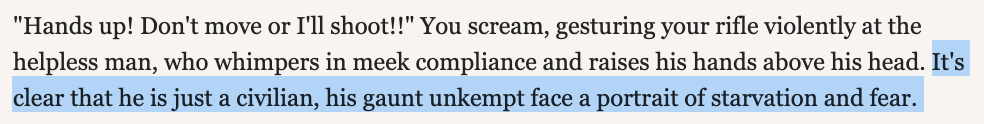 "Hands up! Don't move or I'll shoot!!" You scream, gesturing your rifle violently at the
helpless man, who whimpers in meek compliance and raises his hands above his head. It's
clear that he is just a civilian, his gaunt unkempt face a portrait of starvation and fear.